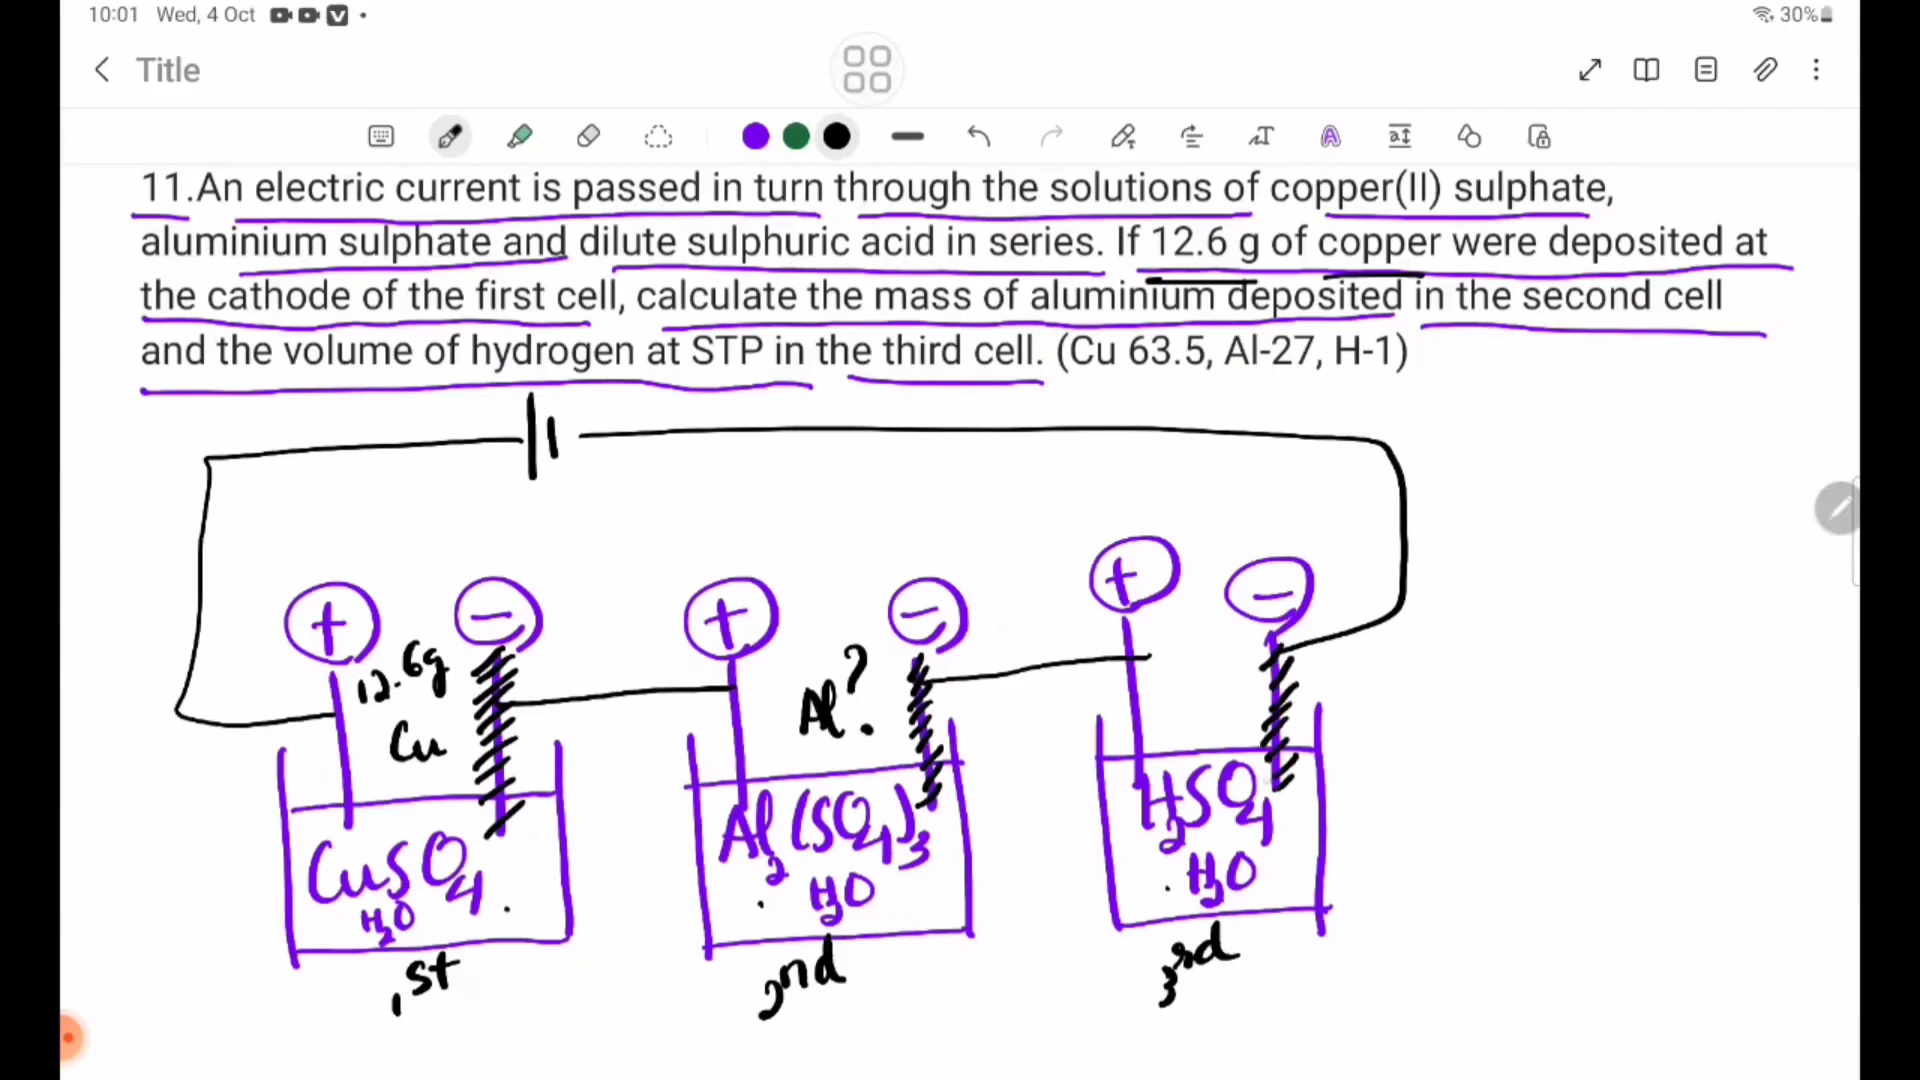 10:01 Wed, 4 Oct
30%
Title
11.An electric current is passed in turn through the solutions of copper(II) sulphate,
aluminium sulphate and dilute sulphuric acid in series. If 12.6 g of copper were deposited at
the cathode of the first cell, calculate the mass of aluminium deposited in the second cell
and the volume of hydrogen at STP in the third cell. (Cu 63.5, Al-27, H-1)
+ − + − + −
12.6g
Cu
Al?
CuSO4
H2O
Al2(SO4)3
H2O
H2SO4
H2O
1st
2nd
3rd